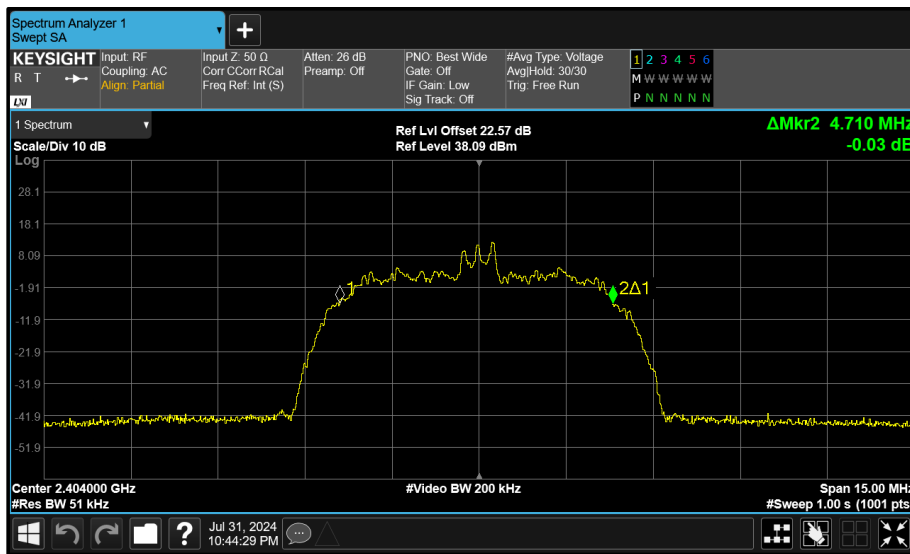 Spectrum Analyzer 1
Swept SA
+
KEYSIGHT Input: RF Input Z: 50 Ω Atten: 26 dB PNO: Best Wide #Avg Type: Voltage 1 2 3 4 5 6
R T Coupling: AC Corr CCorr RCal Preamp: Off Gate: Off Avg|Hold: 30/30 M W W W W W
Align: Partial Freq Ref: Int (S) IF Gain: Low Trig: Free Run
LXI Sig Track: Off P N N N N N
1 Spectrum Ref Lvl Offset 22.57 dB ΔMkr2 4.710 MHz
Scale/Div 10 dB Ref Level 38.09 dBm -0.03 dB
Log
28.1
18.1
8.09
-1.91 1 2Δ1
-11.9
-21.9
-31.9
-41.9
-51.9
Center 2.404000 GHz #Video BW 200 kHz Span 15.00 MHz
#Res BW 51 kHz #Sweep 1.00 s (1001 pts
? Jul 31, 2024
10:44:29 PM